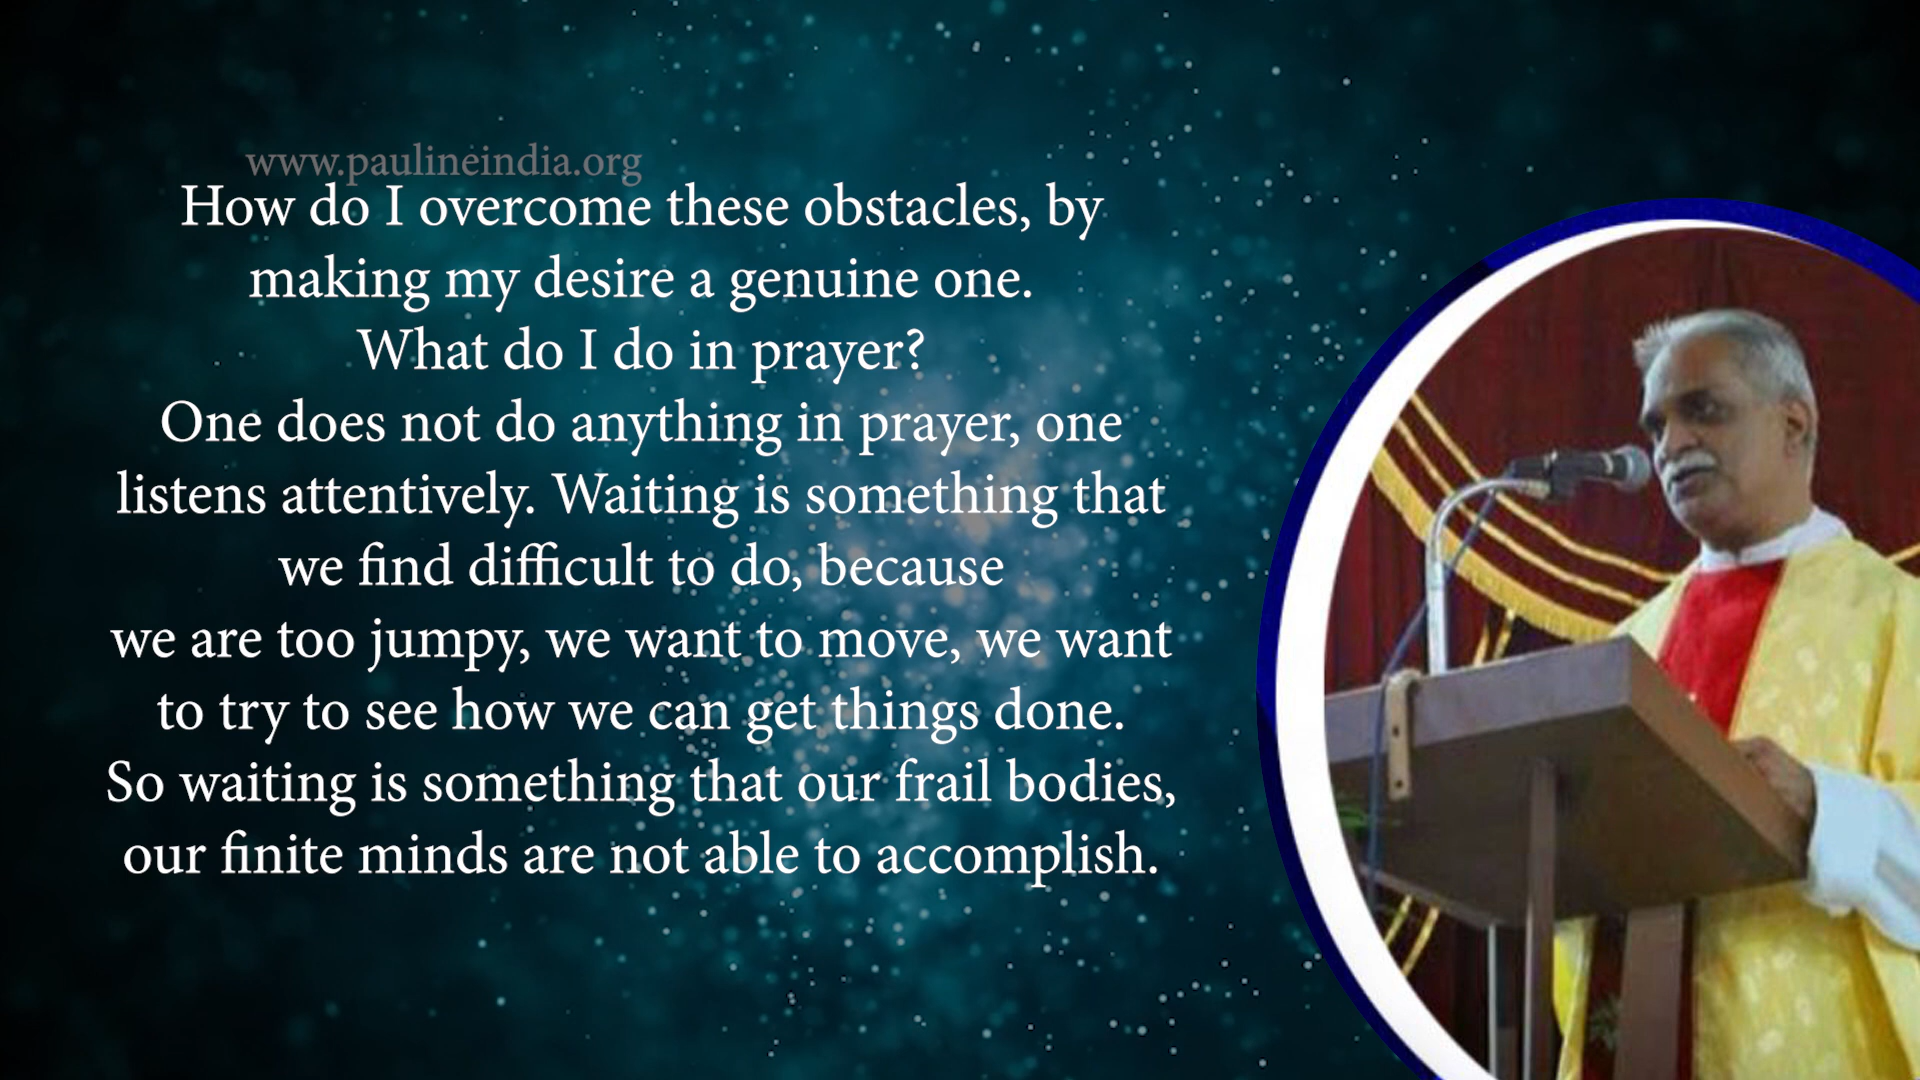 www.paulineindia.org
How do I overcome these obstacles, by
making my desire a genuine one.
What do I do in prayer?
One does not do anything in prayer, one
listens attentively. Waiting is something that
we find difficult to do, because
we are too jumpy, we want to move, we want
to try to see how we can get things done.
So waiting is something that our frail bodies,
our finite minds are not able to accomplish.